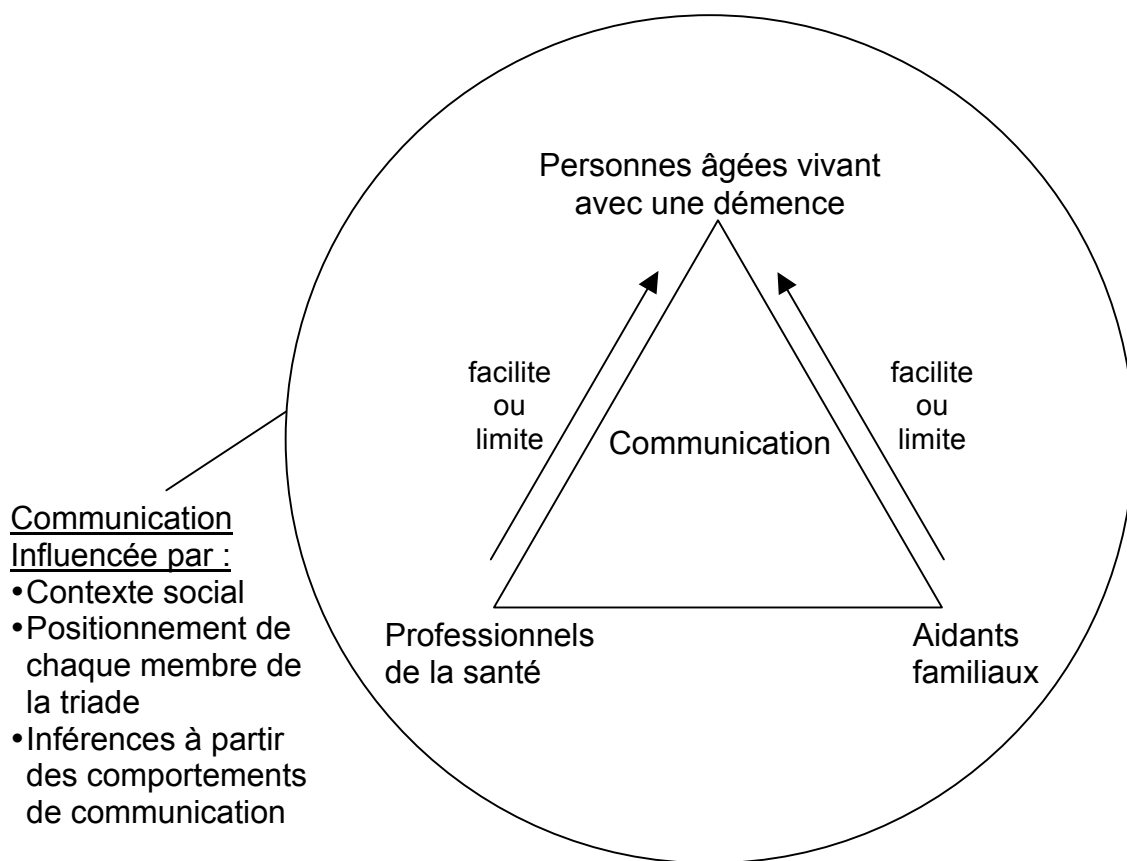 Personnes âgées vivant
avec une démence
facilite
ou
limite
facilite
ou
limite
Communication
Professionnels
de la santé
Aidants
familiaux
Communication
Influencée par :
•Contexte social
•Positionnement de
chaque membre de
la triade
•Inférences à partir
des comportements
de communication